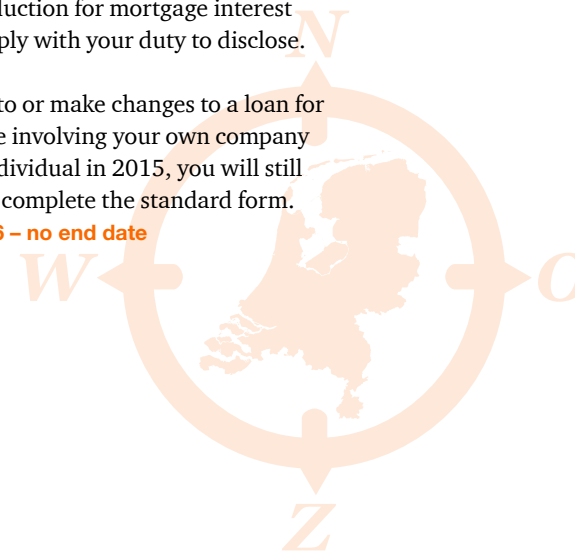 duction for mortgage interest
ply with your duty to disclose.
to or make changes to a loan for
e involving your own company
dividual in 2015, you will still
complete the standard form.
6 – no end date
N
W
O
Z